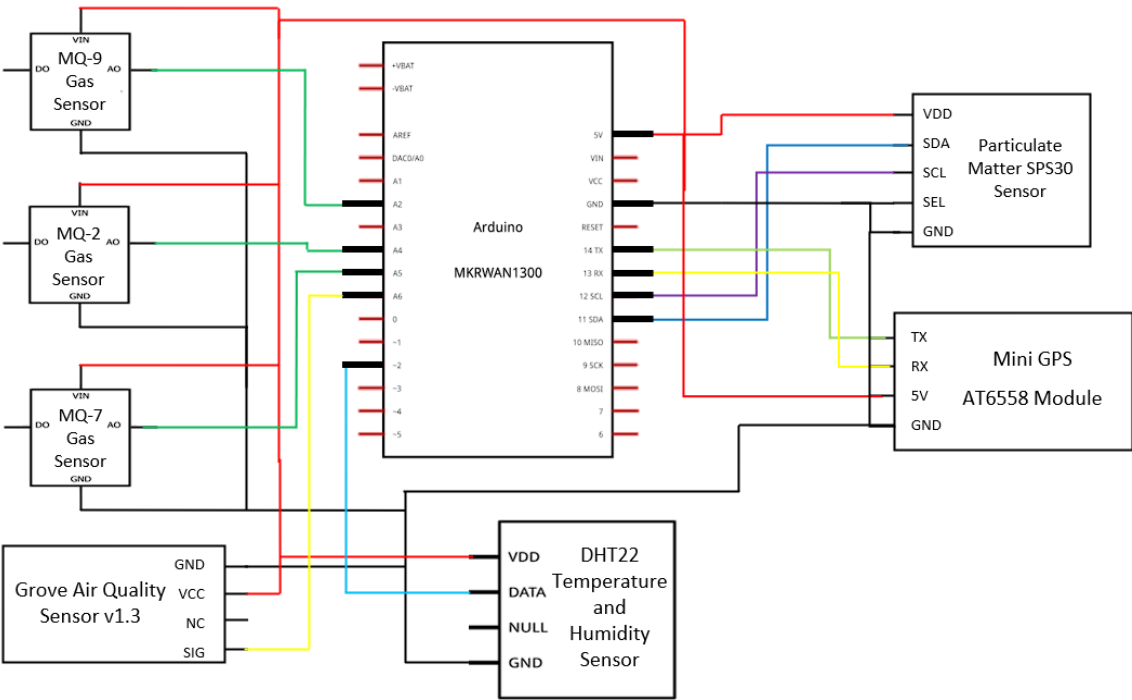 VIN
MQ-9
DO
AO
Gas
Sensor
GND
VIN
MQ-2
DO
AO
Gas
Sensor
GND
VIN
MQ-7
DO
AO
Gas
Sensor
GND
Grove Air Quality
Sensor v1.3
GND
VCC
NC
SIG
Arduino
MKRWAN1300
+VBAT
-VBAT
AREF
DAC0/A0
A1
A2
A3
A4
A5
A6
0
~1
~2
~3
~4
~5
5V
VIN
VCC
GND
RESET
14 TX
13 RX
12 SCL
11 SDA
10 MISO
9 SCK
8 MOSI
7
6
VDD
SDA
SCL
SEL
GND
Particulate
Matter SPS30
Sensor
TX
RX
5V
GND
Mini GPS
AT6558 Module
VDD
DATA
NULL
GND
DHT22
Temperature
and
Humidity
Sensor